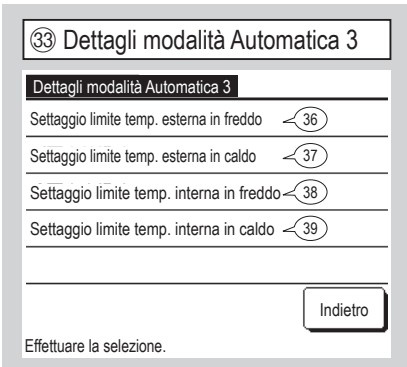 33 Dettagli modalità Automatica 3
Dettagli modalità Automatica 3
Settaggio limite temp. esterna in freddo 36
Settaggio limite temp. esterna in caldo 37
Settaggio limite temp. interna in freddo 38
Settaggio limite temp. interna in caldo 39
Indietro
Effettuare la selezione.